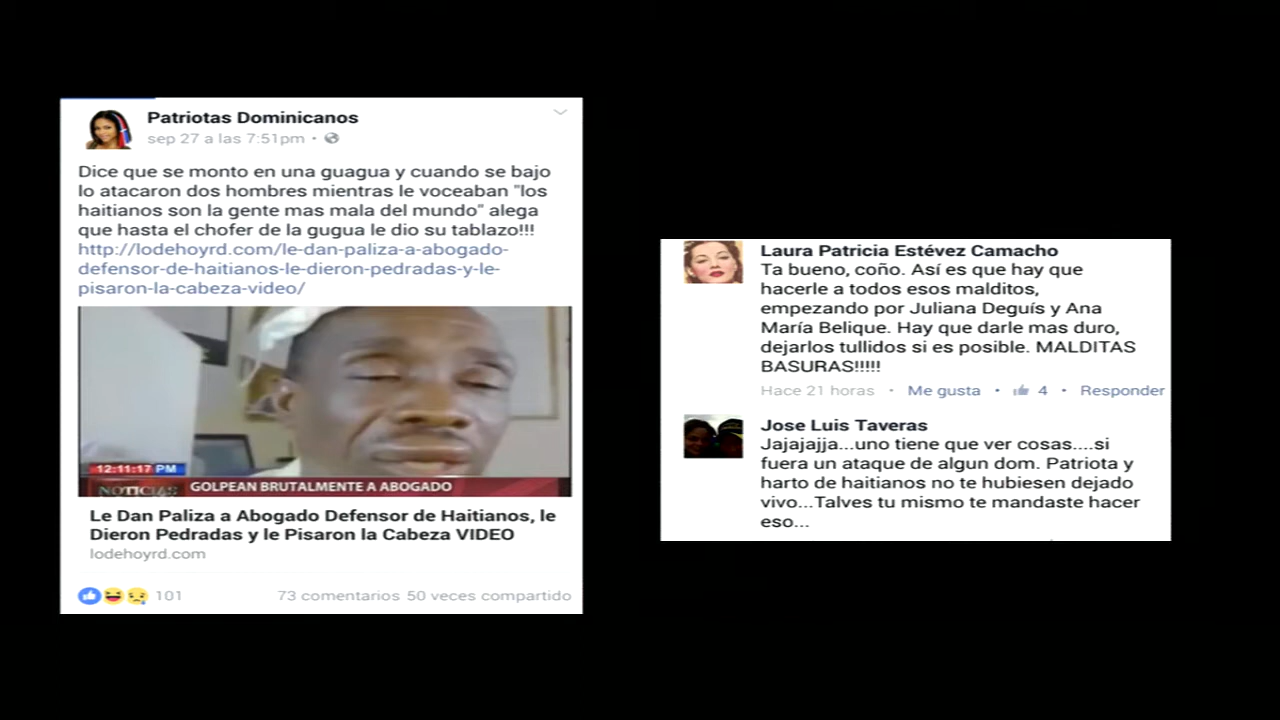 Patriotas Dominicanos
sep 27 a las 7:51pm ·
Dice que se monto en una guagua y cuando se bajo
lo atacaron dos hombres mientras le voceaban "los
haitianos son la gente mas mala del mundo" alega
que hasta el chofer de la gugua le dio su tablazo!!!
http://lodehoyrd.com/le-dan-paliza-a-abogado-
defensor-de-haitianos-le-dieron-pedradas-y-le-
pisaron-la-cabeza-video/
12:11:17 PM
NOTICIAS GOLPEAN BRUTALMENTE A ABOGADO
Le Dan Paliza a Abogado Defensor de Haitianos, le
Dieron Pedradas y le Pisaron la Cabeza VIDEO
lodehoyrd.com
101 73 comentarios 50 veces compartido
Laura Patricia Estévez Camacho
Ta bueno, coño. Así es que hay que
hacerle a todos esos malditos,
empezando por Juliana Deguís y Ana
María Belique. Hay que darle mas duro,
dejarlos tullidos si es posible. MALDITAS
BASURAS!!!!!
Hace 21 horas · Me gusta · 4 · Responder
Jose Luis Taveras
Jajajajja...uno tiene que ver cosas....si
fuera un ataque de algun dom. Patriota y
harto de haitianos no te hubiesen dejado
vivo...Talves tu mismo te mandaste hacer
eso...